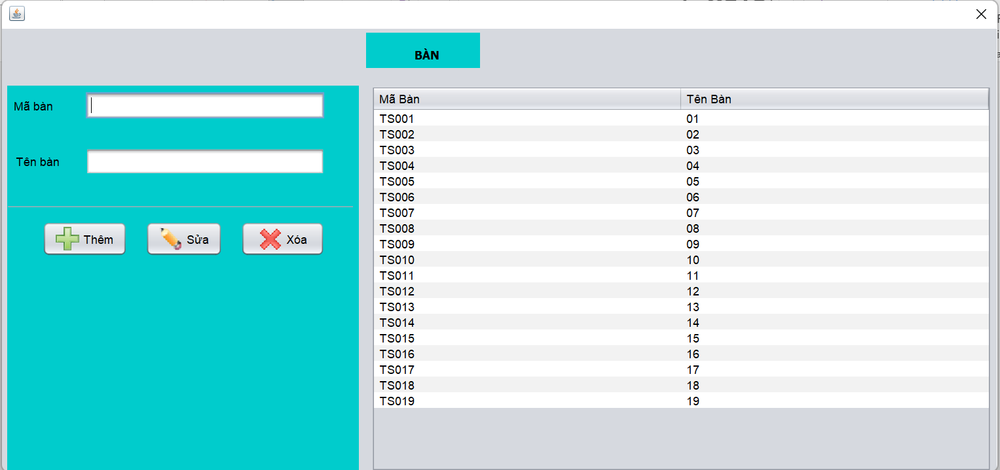 BÀN
Mã bàn
Tên bàn
Thêm Sửa Xóa
Mã Bàn Tên Bàn
TS001 01
TS002 02
TS003 03
TS004 04
TS005 05
TS006 06
TS007 07
TS008 08
TS009 09
TS010 10
TS011 11
TS012 12
TS013 13
TS014 14
TS015 15
TS016 16
TS017 17
TS018 18
TS019 19